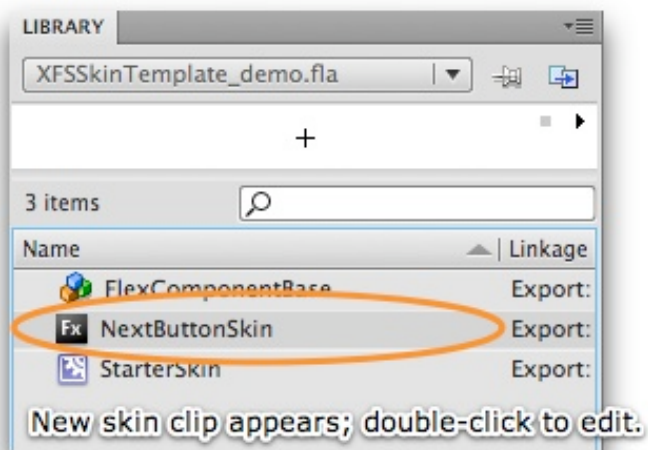 LIBRARY
XFSSkinTemplate_demo.fla
3 items
Name Linkage
FlexComponentBase Export:
Fx NextButtonSkin Export:
StarterSkin Export:
New skin clip appears; double-click to edit.